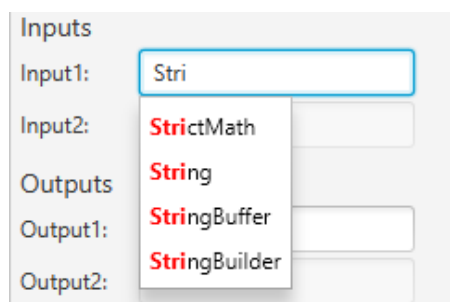 Inputs
Input1: Stri
Input2:
StrictMath
String
Outputs
StringBuffer
Output1:
StringBuilder
Output2: